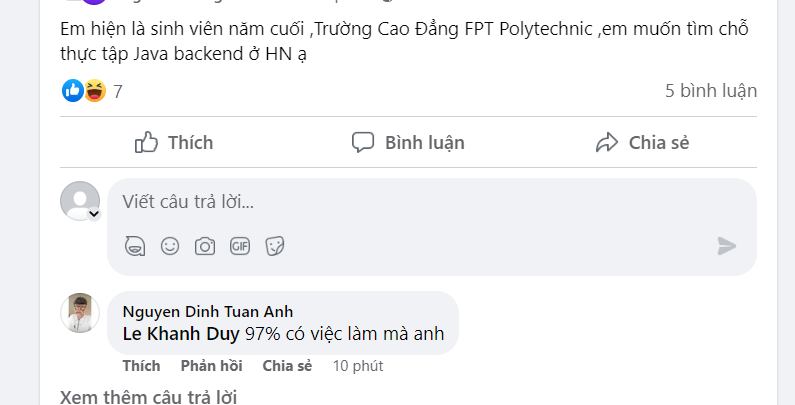 Em hiện là sinh viên năm cuối ,Trường Cao Đẳng FPT Polytechnic ,em muốn tìm chỗ
thực tập Java backend ở HN ạ
7
5 bình luận
Thích
Bình luận
Chia sẻ
Viết câu trả lời...
GIF
Nguyen Dinh Tuan Anh
Le Khanh Duy 97% có việc làm mà anh
Thích Phản hồi Chia sẻ 10 phút
Xem thêm câu trả lời